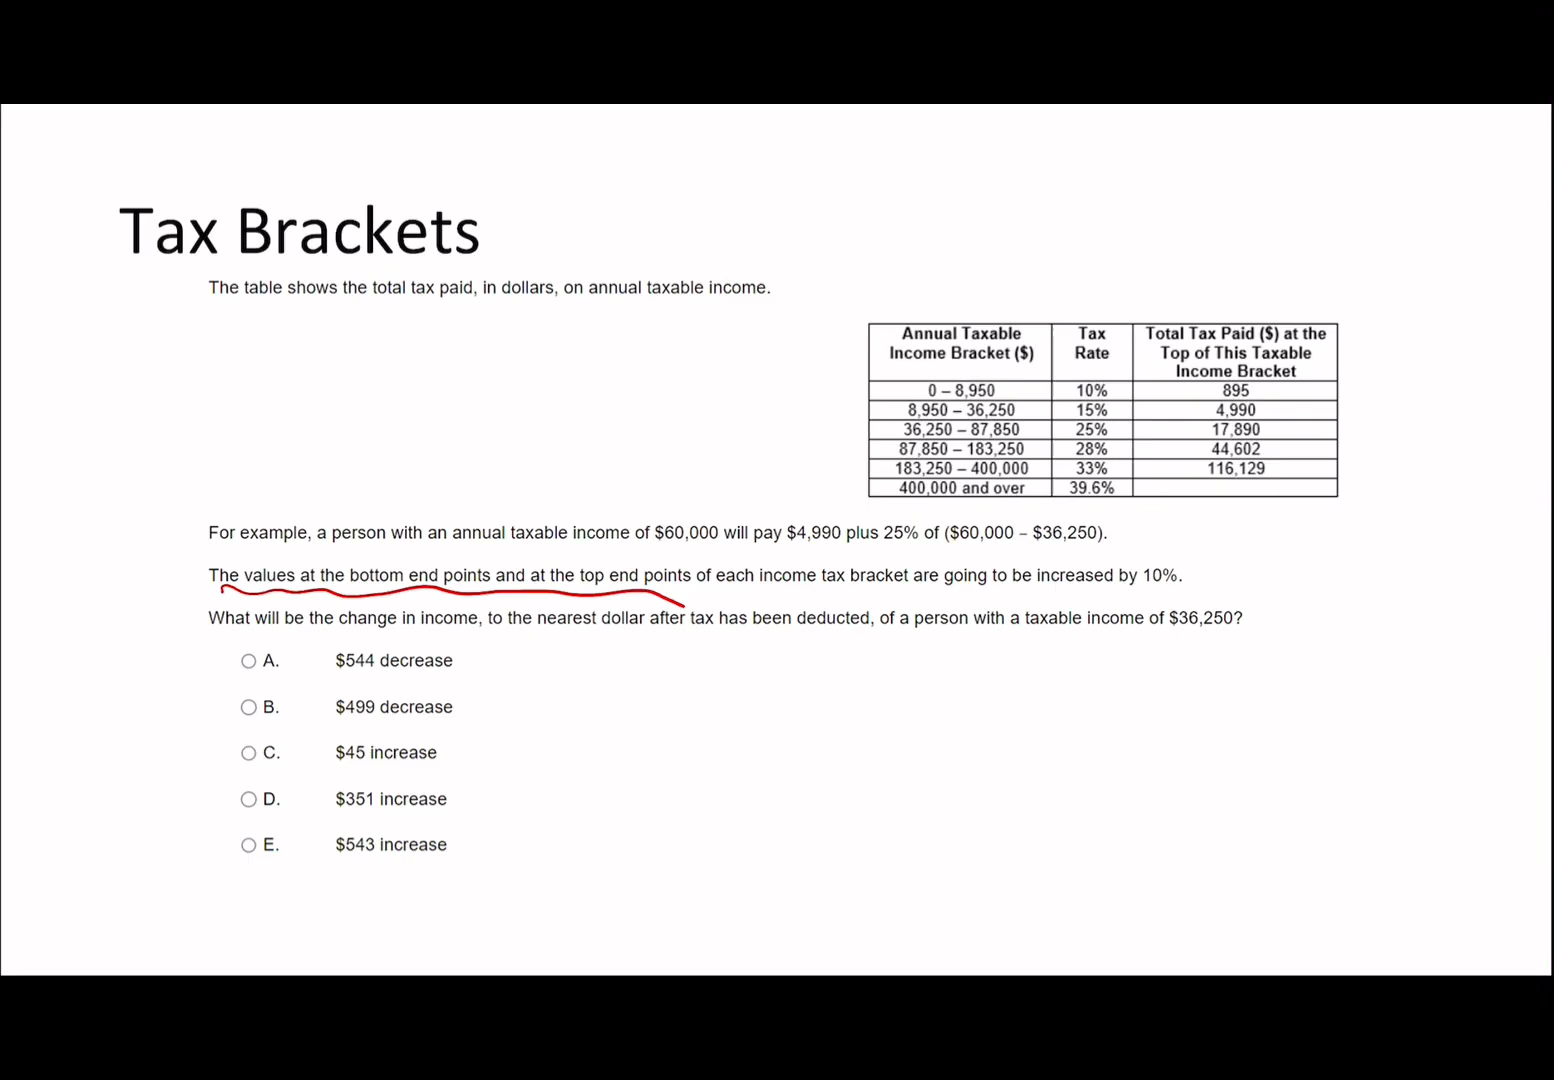 Tax Brackets
The table shows the total tax paid, in dollars, on annual taxable income.
Annual Taxable Income Bracket ($) Tax Rate Total Tax Paid ($) at the Top of This Taxable Income Bracket
0 – 8,950 10% 895
8,950 – 36,250 15% 4,990
36,250 – 87,850 25% 17,890
87,850 – 183,250 28% 44,602
183,250 – 400,000 33% 116,129
400,000 and over 39.6%
For example, a person with an annual taxable income of $60,000 will pay $4,990 plus 25% of ($60,000 – $36,250).
The values at the bottom end points and at the top end points of each income tax bracket are going to be increased by 10%.
What will be the change in income, to the nearest dollar after tax has been deducted, of a person with a taxable income of $36,250?
A. $544 decrease
B. $499 decrease
C. $45 increase
D. $351 increase
E. $543 increase